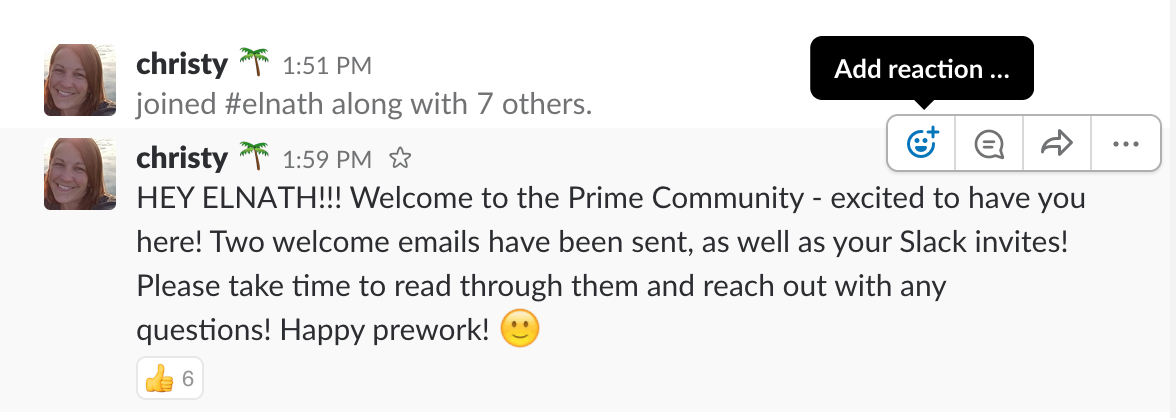 christy 🌴 1:51 PM
Add reaction ...
joined #elnath along with 7 others.
christy 🌴 1:59 PM
HEY ELNATH!!! Welcome to the Prime Community - excited to have you
here! Two welcome emails have been sent, as well as your Slack invites!
Please take time to read through them and reach out with any
questions! Happy prework! 🙂
👍 6